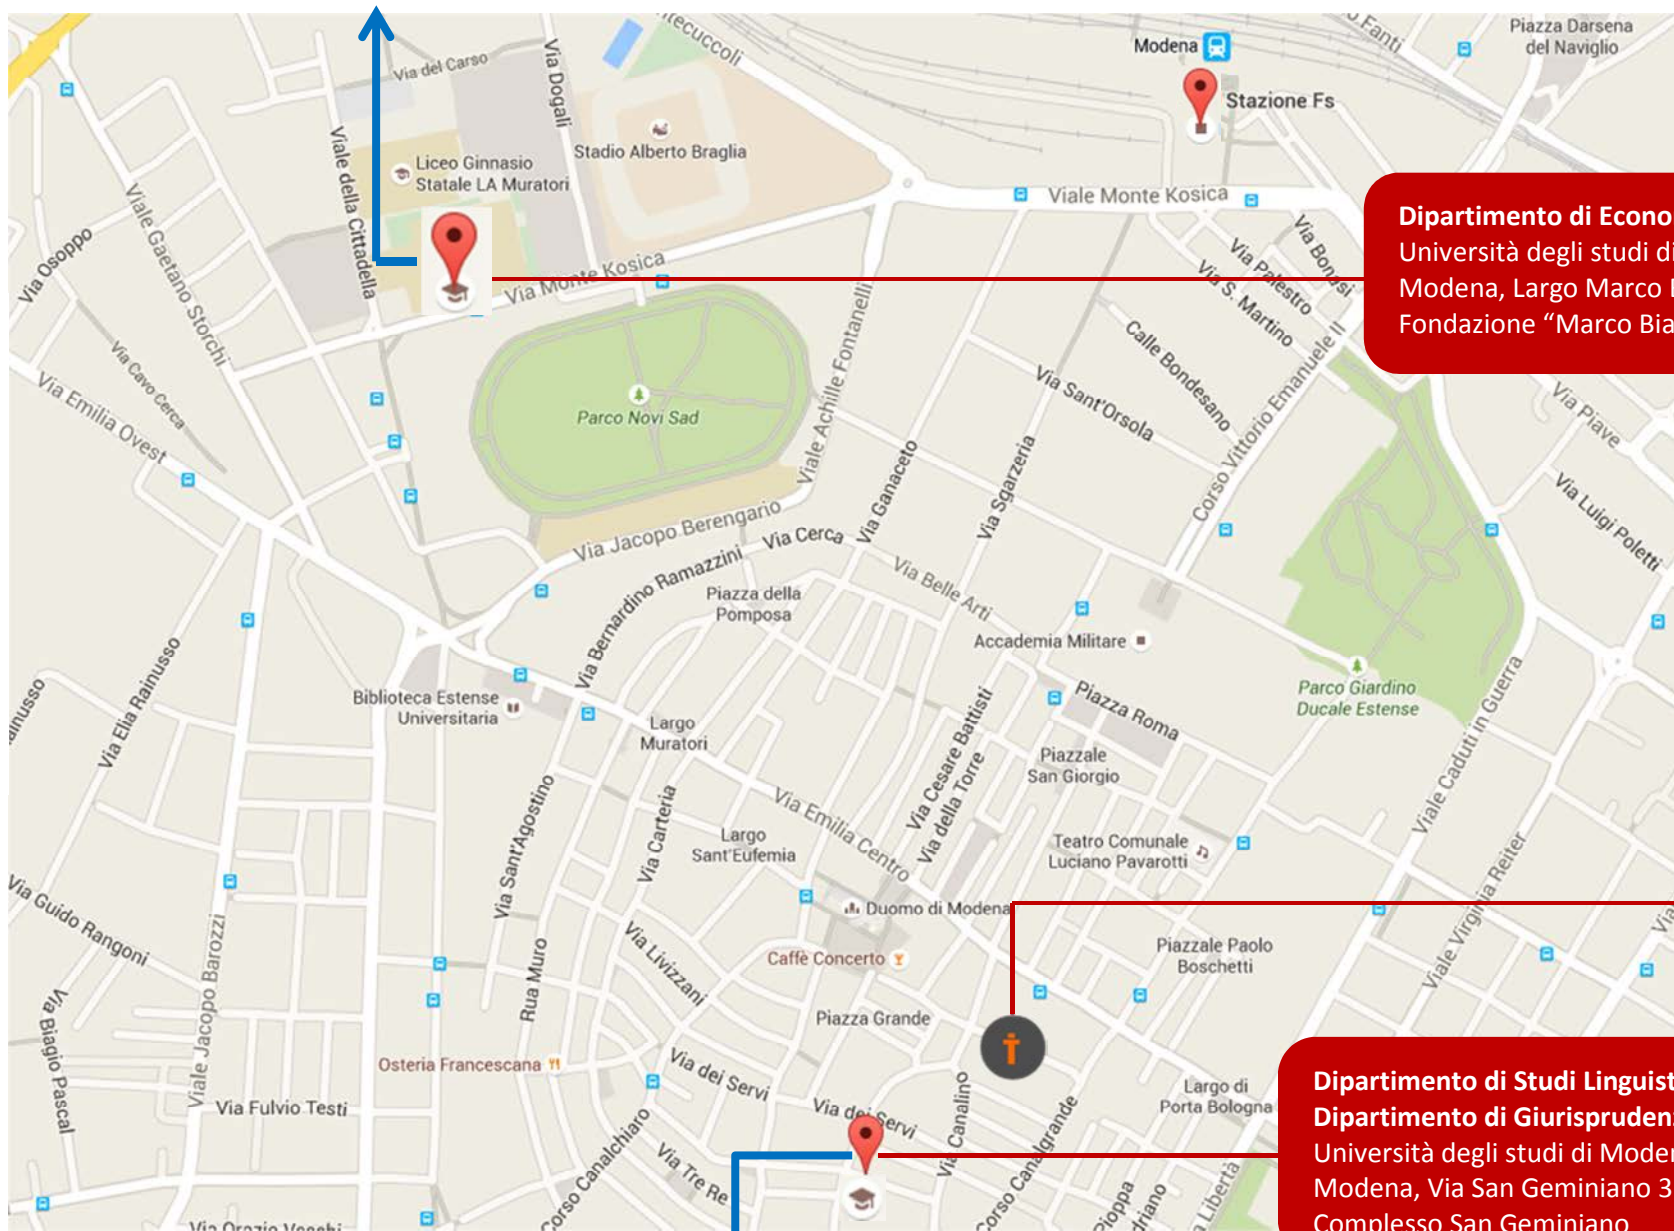 Piazza Darsena
del Naviglio
Modena
Stazione Fs
Via del Carso
Via Dogali
Stadio Alberto Braglia
Liceo Ginnasio
Statale LA Muratori
Viale della Cittadella
Viale Gaetano Storchi
Via Osoppo
Via Monte Kosica
Viale Monte Kosica
Via Bonasi
Via Palestro
Via S. Martino
Dipartimento di Econo
Università degli studi di
Modena, Largo Marco
Fondazione “Marco Bia
Via Cavo Cerca
Via Emilia Ovest
Parco Novi Sad
Viale Achille Fontanelli
Calle Bondesano
Via Sant'Orsola
Corso Vittorio Emanuele II
Via Piave
Via Luigi Poletti
Via Ganaceto
Via Sgarzeria
Via Jacopo Berengario
Via Cerca
Via Bernardino Ramazzini
Via Belle Arti
Piazza della
Pomposa
Accademia Militare
Parco Giardino
Ducale Estense
Piazza Roma
Via Elia Rainusso
ainusso
Biblioteca Estense
Universitaria
Largo
Muratori
Piazzale
San Giorgio
Via Cesare Battisti
Via della Torre
Viale Caduti in Guerra
Via Emilia Centro
Via Sant'Agostino
Via Carteria
Largo
Sant'Eufemia
Teatro Comunale
Luciano Pavarotti
Viale Virginia Reiter
Via Guido Rangoni
Viale Jacopo Barozzi
Duomo di Modena
Caffè Concerto
Via Livizzani
Rua Muro
Piazzale Paolo
Boschetti
Piazza Grande
Via Biagio Pascal
Osteria Francescana
Via dei Servi
Via dei Servi
Via Fulvio Testi
Via Canalino
Largo di
Porta Bologna
Corso Canalchiaro
Via Tre Re
Corso Canalgrande
Dipartimento di Studi Linguist
Dipartimento di Giurispruden
Università degli studi di Moden
Modena, Via San Geminiano 3
Complesso San Geminiano